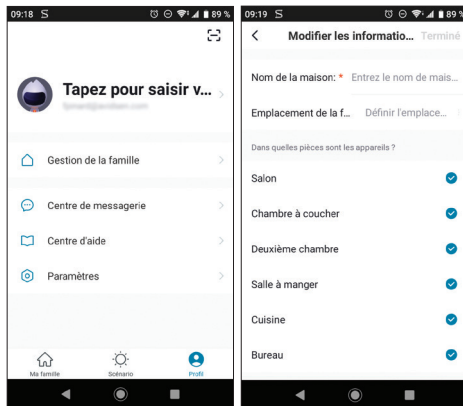 09:18 S 89 %
Tapez pour saisir v...
Gestion de la famille
Centre de messagerie
Centre d'aide
Paramètres
Ma famille Scénario Profil
09:19 S 89 %
Modifier les informatio... Terminé
Nom de la maison: * Entrez le nom de mais...
Emplacement de la f... Définir l'emplace...
Dans quelles pièces sont les appareils ?
Salon
Chambre à coucher
Deuxième chambre
Salle à manger
Cuisine
Bureau